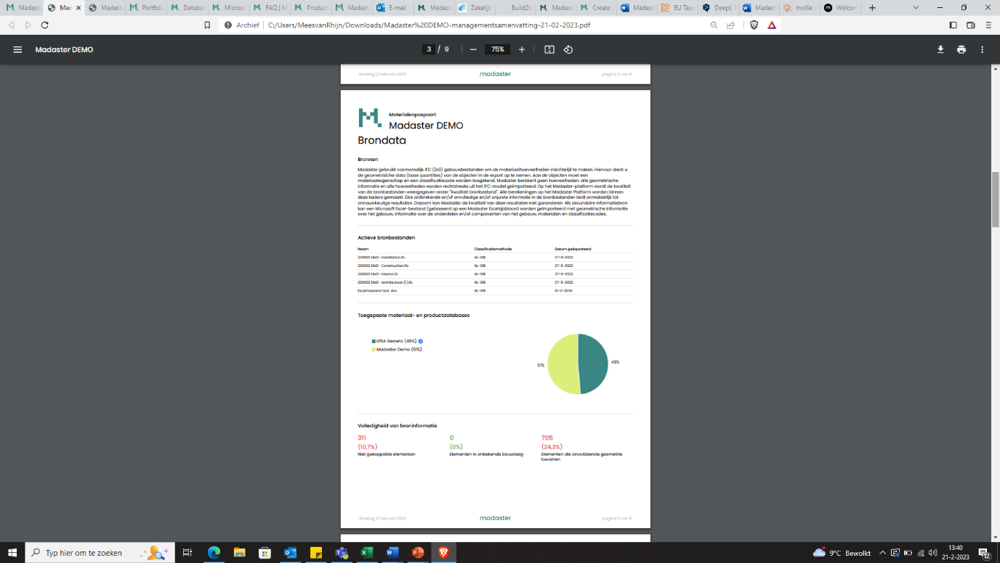 Madaste
Mad
Madast
Portfoli
Databa
Microso
FAQ | M
Product
Madast
E-mail
Madast
Zakelijk
Build2L
Madast
Create
Madast
EU Taxo
DeepL T
Madast
mollie
Welcom
Archief
C:/Users/MeesvanRhijn/Downloads/Madaster%20DEMO-managementsamenvatting-21-02-2023.pdf
Madaster DEMO
3 / 9
75%
dinsdag 21 februari 2023
madaster
pagina 2 van 9
Materialenpaspoort
Madaster DEMO
Brondata
Bronnen
Madaster gebruikt voornamelijk IFC (2x3) gebouwbestanden om de materiaalhoeveelheden inzichtelijk te maken. Hiervoor dient u
de geometrisiche data (base quantities) van de objecten in de export op te nemen. Aan de objecten moet een
materiaaleigenschap en een classificatiecode worden toegekend. Madaster berekent geen hoeveelheden: alle geometrische
informatie en alle hoeveelheden worden rechtstreeks uit het IFC-model geïmporteerd. Op het Madaster-platform wordt de kwaliteit
van de bronbestanden weergegeven onder "Kwaliteit bronbestand". Alle berekeningen op het Madaster Platform worden binnen
deze kaders gemaakt. Elke ontbrekende en/of onvolledige en/of onjuiste informatie in de bronbestanden leidt onmiddellijk tot
onnauwkeurige resultaten. Daarom kan Madaster de kwaliteit van deze resultaten niet garanderen. Als secundaire informatiebron
kan een Microsoft Excel-bestand (gebaseerd op een Madaster Excelsjabloon) worden geïmporteerd met geometrische informatie
over het gebouw, informatie over de onderdelen en/of componenten van het gebouw, materialen en classificatiecodes.
Actieve bronbestanden
Naam Classificatiemethode Datum geëxporteerd
220922 DM2- installation.ifc NL-SfB 27-9-2022
220922 DM2- Construction.ifc NL-SfB 27-9-2022
220922 DM2- interior.ifc NL-SfB 27-9-2022
220922 DM2- architecture (1).ifc NL-SfB 27-9-2022
Excel bestand test .xlsx NL-SfB 10-2-2023
Toegepaste materiaal- en productdatabases
EPEA Generic (49%)
Madaster Demo (51%)
51%
49%
Volledigheid van broninformatie
311 0 705
(10,7%) (0%) (24,3%)
Niet gekoppelde elementen Elementen in onbekende bouwlaag Elementen die onvoldoende geometrie
bevatten
dinsdag 21 februari 2023
madaster
pagina 3 van 9
Typ hier om te zoeken
9°C Bewolkt
13:40
21-2-2023
12